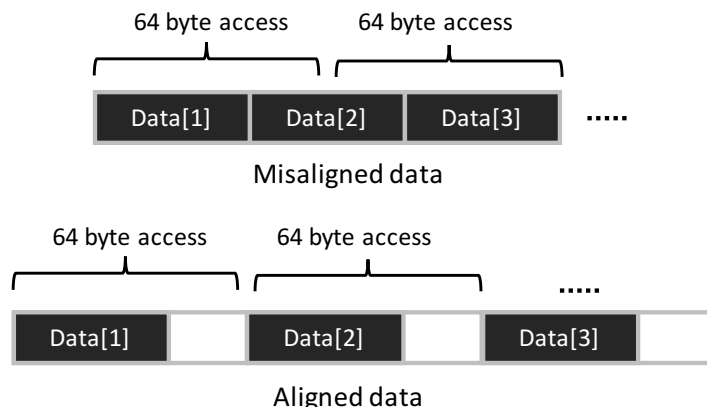 64 byte access 64 byte access
Data[1] Data[2] Data[3] .....
Misaligned data
64 byte access 64 byte access
.....
Data[1] Data[2] Data[3]
Aligned data